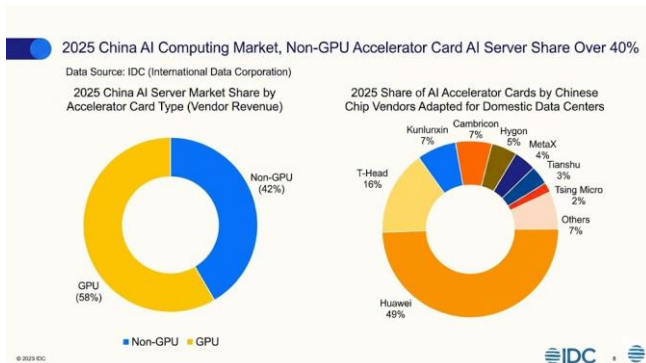 2025 China AI Computing Market, Non-GPU Accelerator Card AI Server Share Over 40%
Data Source: IDC (International Data Corporation)
2025 China AI Server Market Share by
Accelerator Card Type (Vendor Revenue)
Non-GPU
(42%)
GPU
(58%)
Non-GPU
GPU
2025 Share of AI Accelerator Cards by Chinese
Chip Vendors Adapted for Domestic Data Centers
Kunlunxin
7%
Cambricon
7%
Hygon
5%
MetaX
4%
Tianshu
3%
Tsing Micro
2%
Others
7%
T-Head
16%
Huawei
49%
IDC